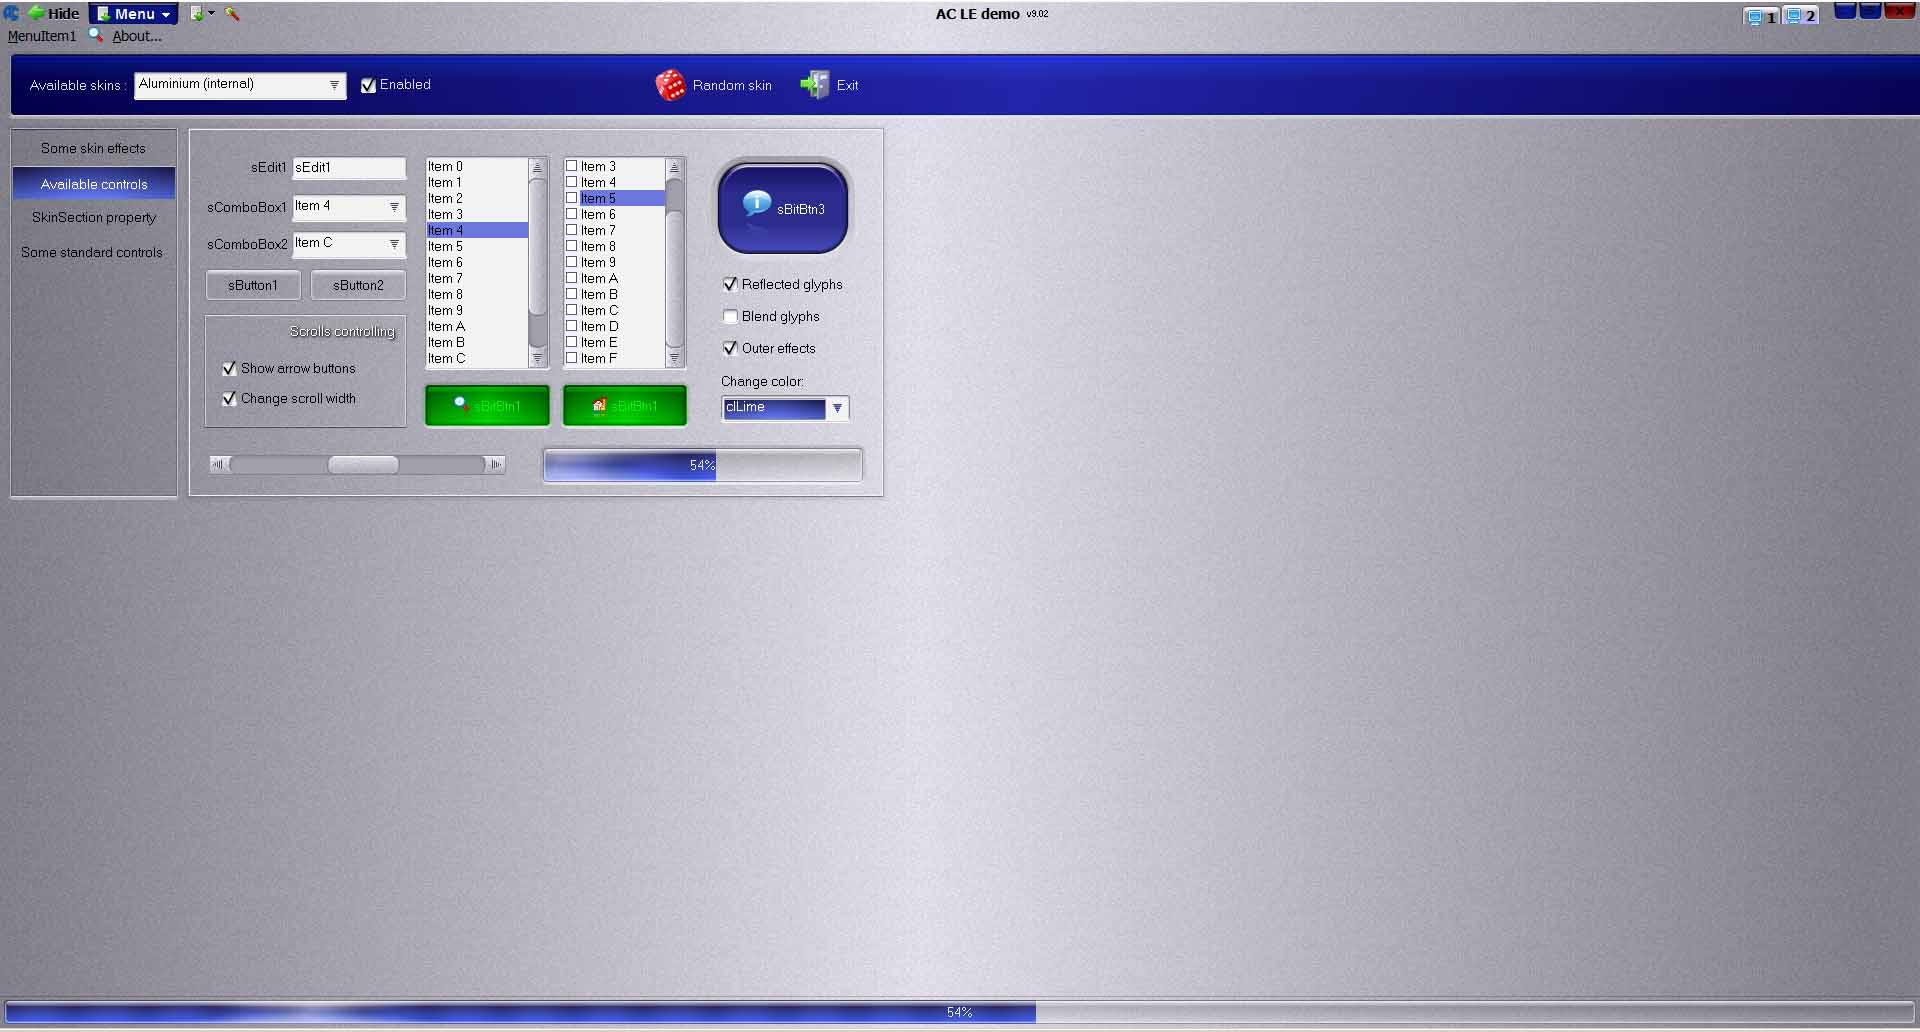 Hide Menu
AC LE demo v9.02
1 2
MenuItem1 About...
Available skins : Aluminium (internal) Enabled Random skin Exit
Some skin effects
Available controls
SkinSection property
Some standard controls
sEdit1 sEdit1
sComboBox1 Item 4
sComboBox2 Item C
sButton1 sButton2
Scrolls controlling
Show arrow buttons
Change scroll width
Item 0
Item 1
Item 2
Item 3
Item 4
Item 5
Item 6
Item 7
Item 8
Item 9
Item A
Item B
Item C
Item 3
Item 4
Item 5
Item 6
Item 7
Item 8
Item 9
Item A
Item B
Item C
Item D
Item E
Item F
sBitBtn1 sBitBtn1
sBitBtn3
Reflected glyphs
Blend glyphs
Outer effects
Change color:
clLime
54%
54%